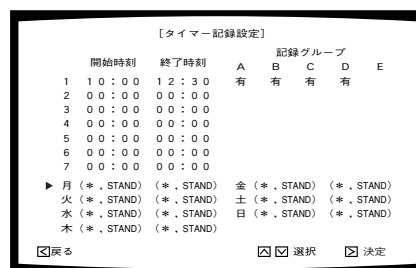 [タイマー記録設定]
記録グループ
開始時刻 終了時刻 A B C D E
1 10:00 12:30 有 有 有 有
2 00:00 00:00
3 00:00 00:00
4 00:00 00:00
5 00:00 00:00
6 00:00 00:00
7 00:00 00:00
▶ 月 (*, STAND) (*, STAND) 金 (*, STAND) (*, STAND)
火 (*, STAND) (*, STAND) 土 (*, STAND) (*, STAND)
水 (*, STAND) (*, STAND) 日 (*, STAND) (*, STAND)
木 (*, STAND) (*, STAND)
戻る 選択 決定